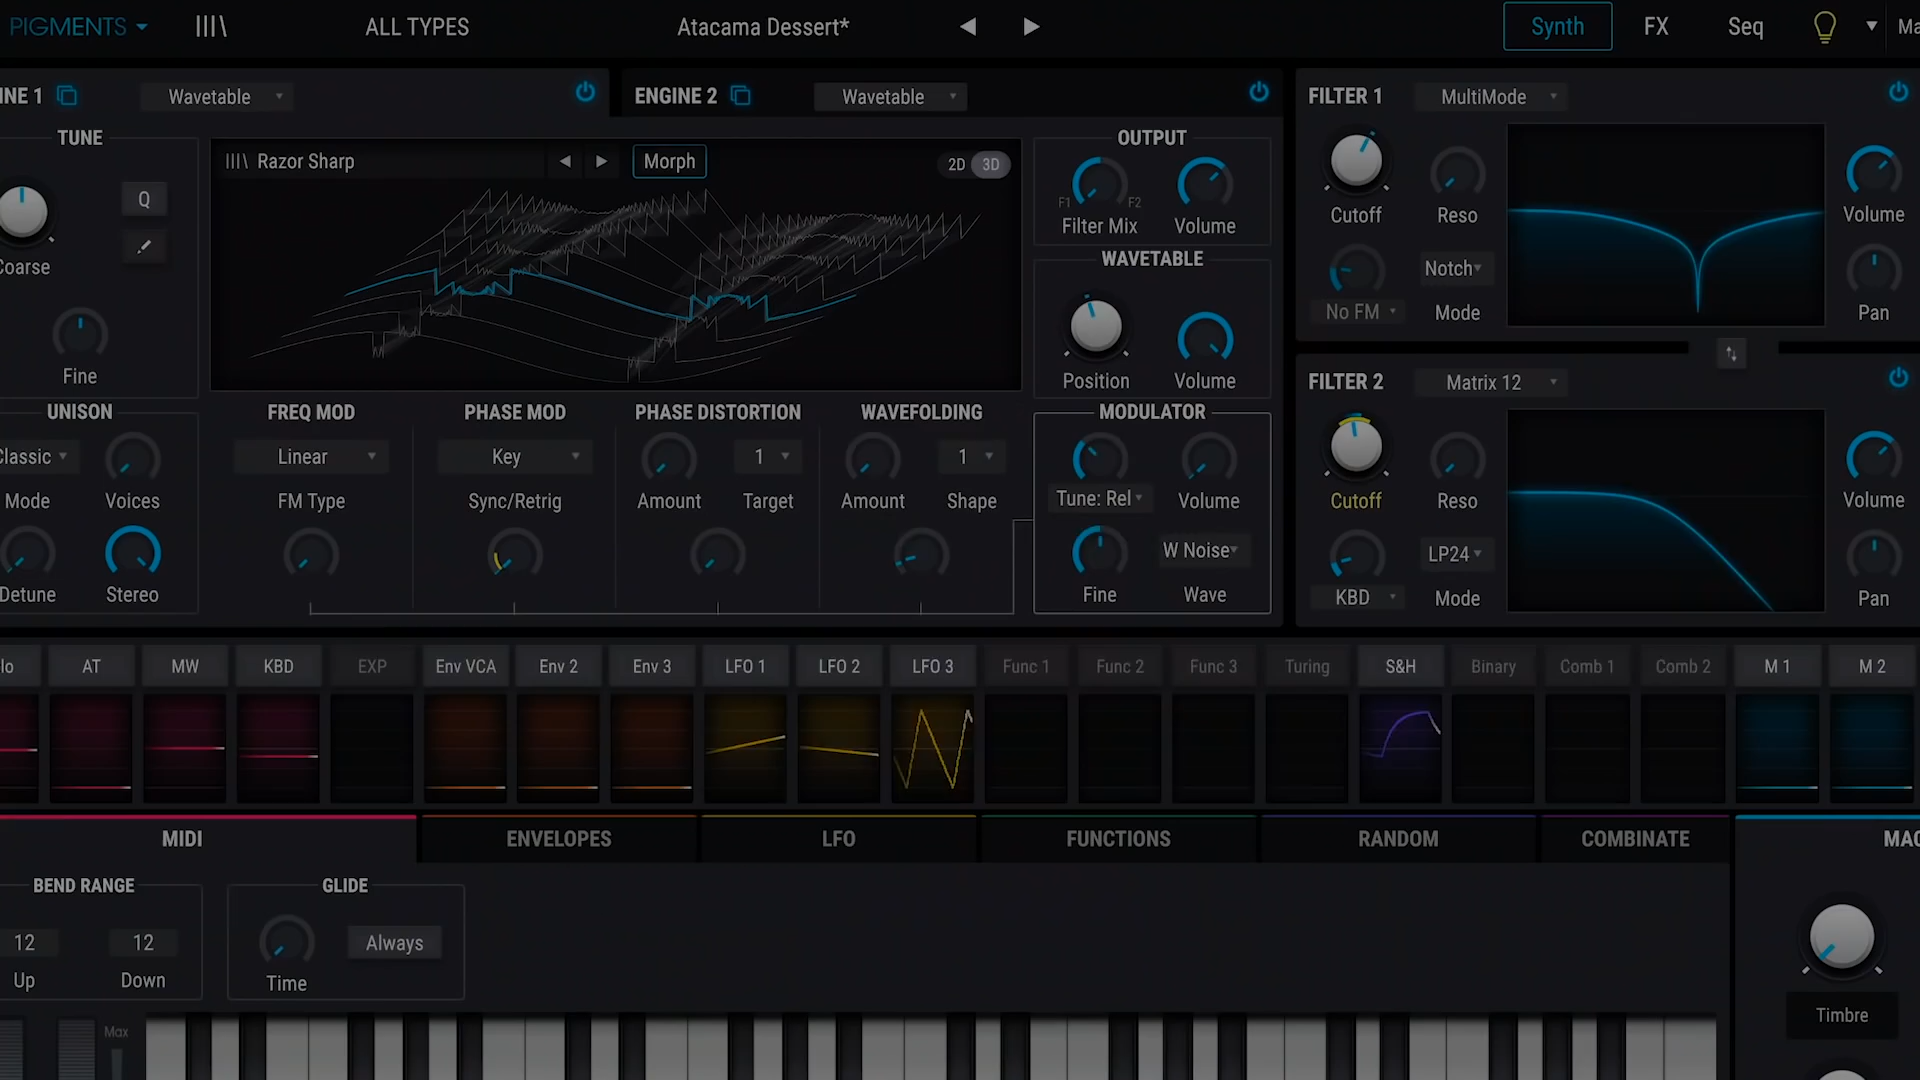 PIGMENTS
ALL TYPES
Atacama Dessert*
Synth
FX
Seq
Ma
INE 1
Wavetable
ENGINE 2
Wavetable
FILTER 1
MultiMode
TUNE
Razor Sharp
Morph
2D
3D
OUTPUT
Q
F1
F2
Filter Mix
Volume
Cutoff
Reso
Volume
Coarse
WAVETABLE
Notch
No FM
Mode
Pan
Fine
Position
Volume
FILTER 2
Matrix 12
UNISON
FREQ MOD
PHASE MOD
PHASE DISTORTION
WAVEFOLDING
MODULATOR
Classic
Linear
Key
1
1
Mode
Voices
FM Type
Sync/Retrig
Amount
Target
Amount
Shape
Tune: Rel
Volume
Cutoff
Reso
Volume
W Noise
LP24
Detune
Stereo
Fine
Wave
KBD
Mode
Pan
lo
AT
MW
KBD
EXP
Env VCA
Env 2
Env 3
LFO 1
LFO 2
LFO 3
Func 1
Func 2
Func 3
Turing
S&H
Binary
Comb 1
Comb 2
M 1
M 2
MIDI
ENVELOPES
LFO
FUNCTIONS
RANDOM
COMBINATE
MAC
BEND RANGE
GLIDE
12
12
Always
Up
Down
Time
Timbre
Max